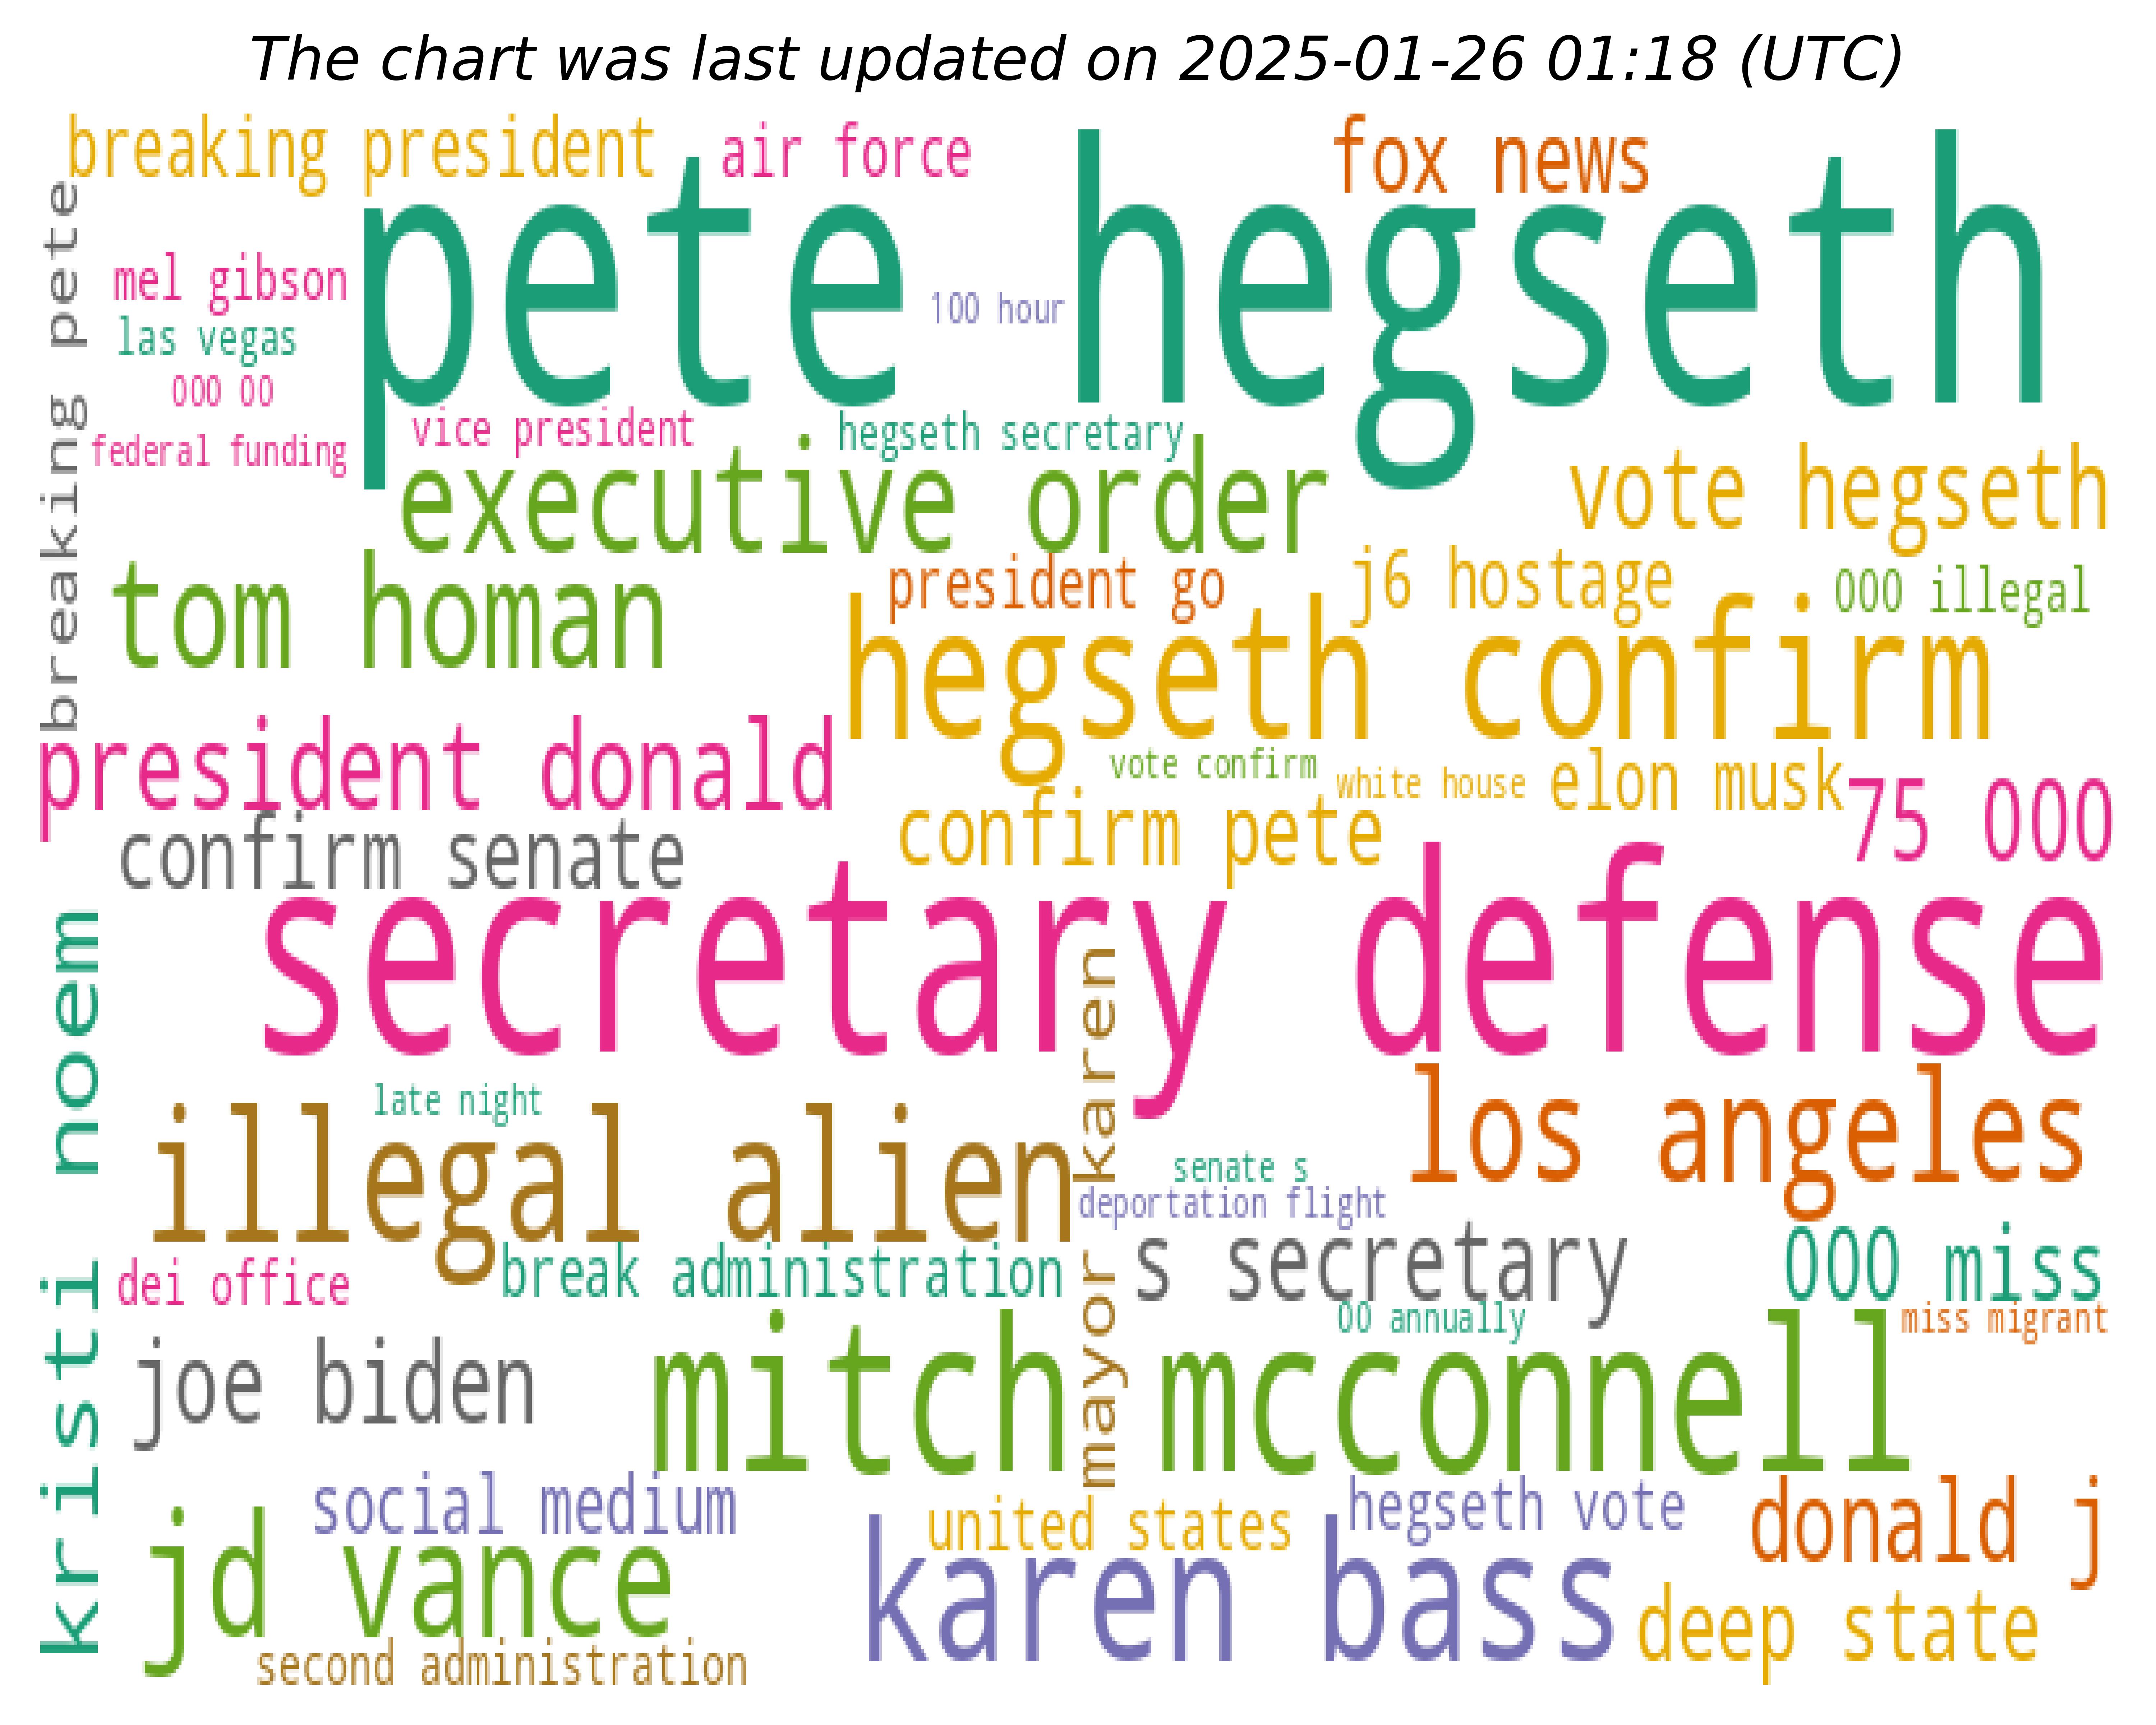 The chart was last updated on 2025-01-26 01:18 (UTC)
breaking president
air force
fox news
breaking pete
pete hegseth
mel gibson
100 hour
las vegas
000 00
vice president
hegseth secretary
federal funding
executive order
vote hegseth
tom homan
president go
j6 hostage
000 illegal
hegseth confirm
president donald
vote confirm
white house
elon musk
75 000
confirm senate
confirm pete
secretary defense
kristi noem
mayor karen
late night
los angeles
illegal alien
senate s
deportation flight
dei office
break administration
s secretary
000 miss
00 annually
miss migrant
joe biden
mitch mcconnell
social medium
united states
hegseth vote
donald j
jd vance
karen bass
deep state
second administration